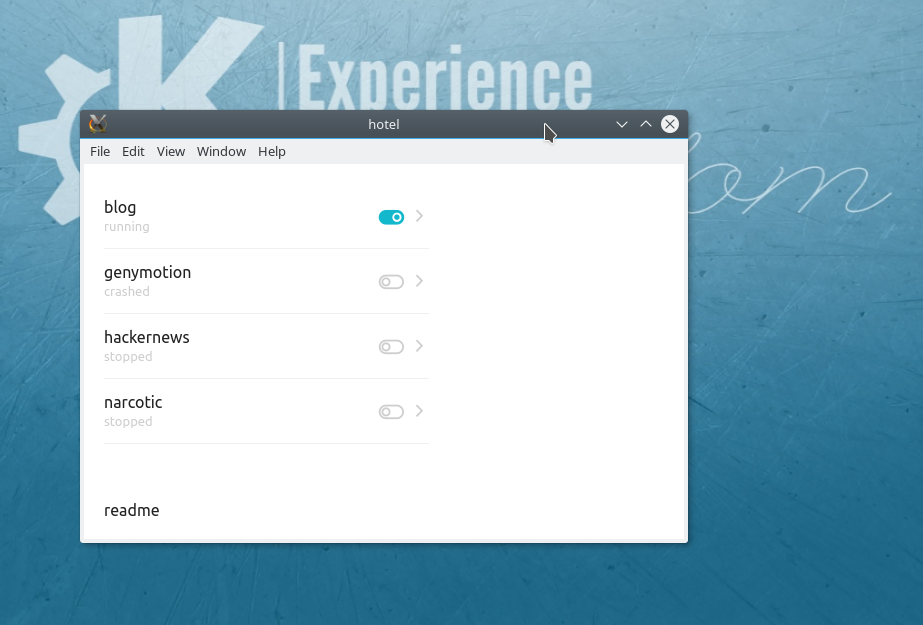 K
Experience
hotel
File Edit View Window Help
blog
running
genymotion
crashed
hackernews
stopped
narcotic
stopped
readme